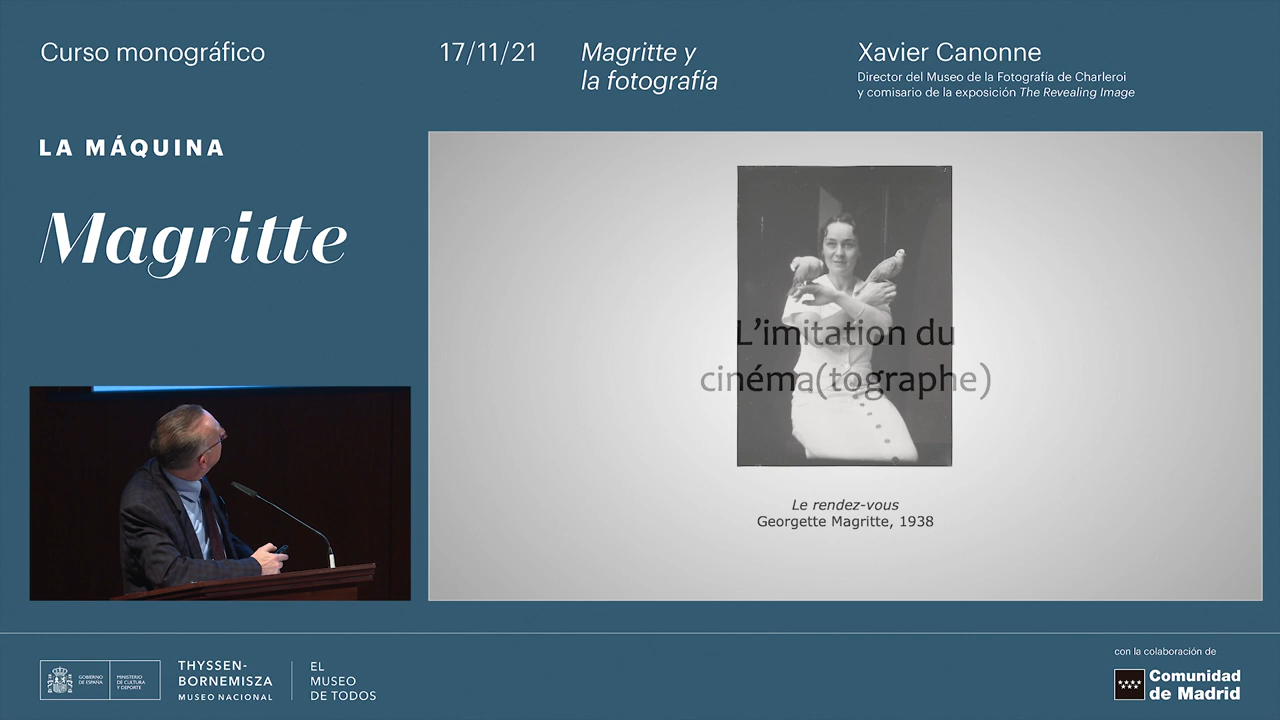 Curso monográfico
17/11/21
Magritte y
la fotografía
Xavier Canonne
Director del Museo de la Fotografía de Charleroi
y comisario de la exposición The Revealing Image
LA MÁQUINA
Magritte
L’imitation du
cinéma(tographe)
Le rendez-vous
Georgette Magritte, 1938
GOBIERNO
DE ESPAÑA
MINISTERIO
DE CULTURA
Y DEPORTE
THYSSEN-
BORNEMISZA
MUSEO NACIONAL
EL
MUSEO
DE TODOS
con la colaboración de
Comunidad
de Madrid